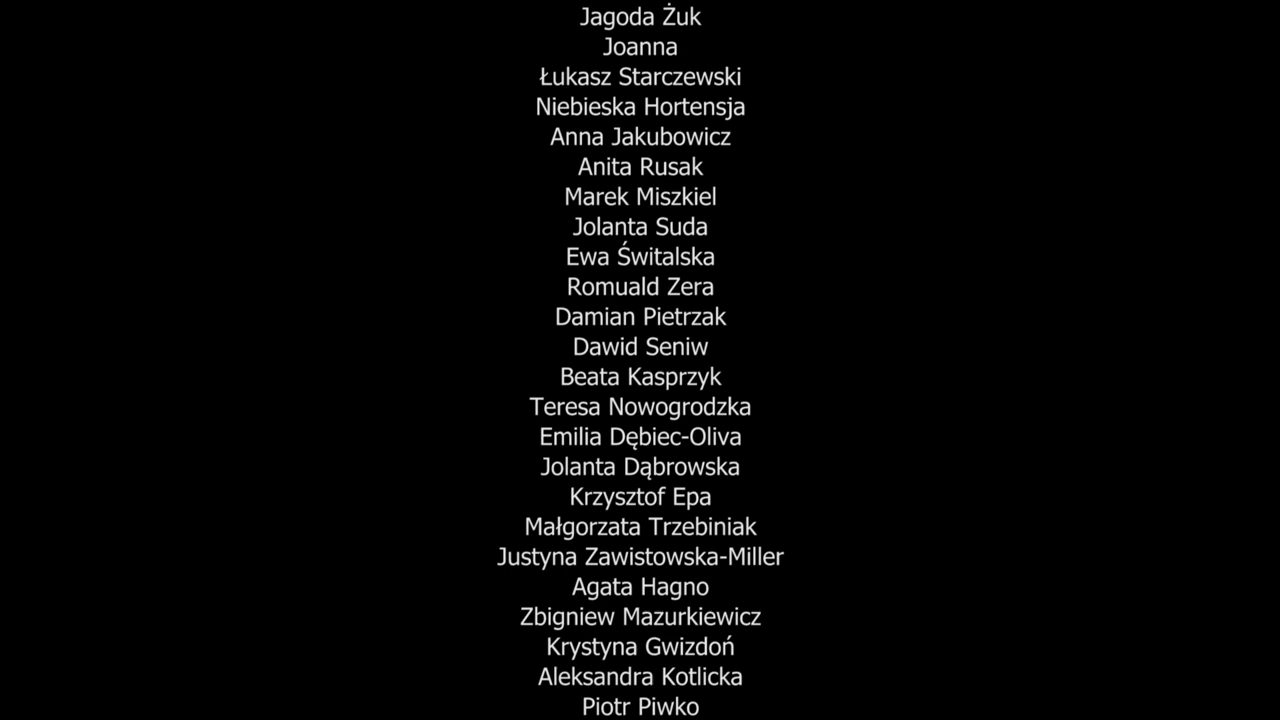 Jagoda Żuk
Joanna
Łukasz Starczewski
Niebieska Hortensja
Anna Jakubowicz
Anita Rusak
Marek Miszkiel
Jolanta Suda
Ewa Świtalska
Romuald Zera
Damian Pietrzak
Dawid Seniw
Beata Kasprzyk
Teresa Nowogrodzka
Emilia Dębiec-Oliva
Jolanta Dąbrowska
Krzysztof Epa
Małgorzata Trzebiniak
Justyna Zawistowska-Miller
Agata Hagno
Zbigniew Mazurkiewicz
Krystyna Gwizdoń
Aleksandra Kotlicka
Piotr Piwko